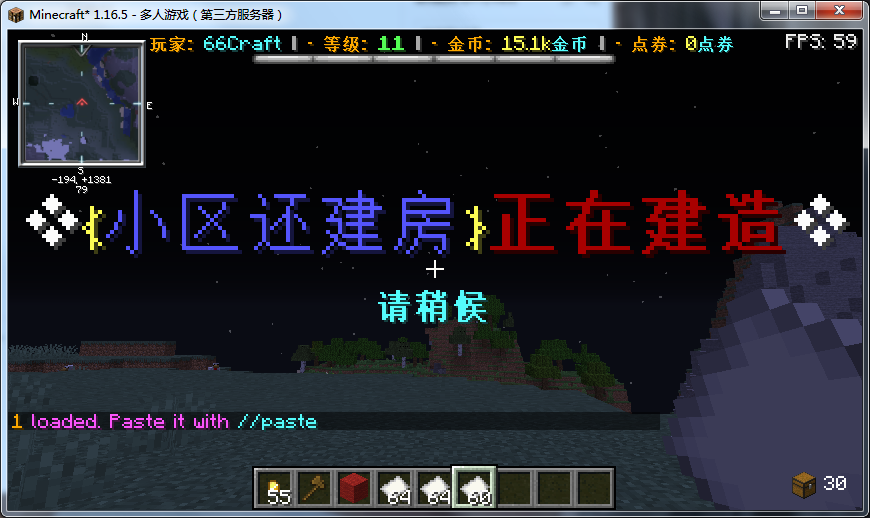 Minecraft* 1.16.5 - 多人游戏（第三方服务器）
玩家: 66Craft | - 等级: 11 | - 金币: 15.1k金币 | - 点券: 0点券
FPS: 59
N
W
E
S
-194, +1381
79
{小区还建房}正在建造
请稍候
1 loaded. Paste it with //paste
55
64
64
60
30